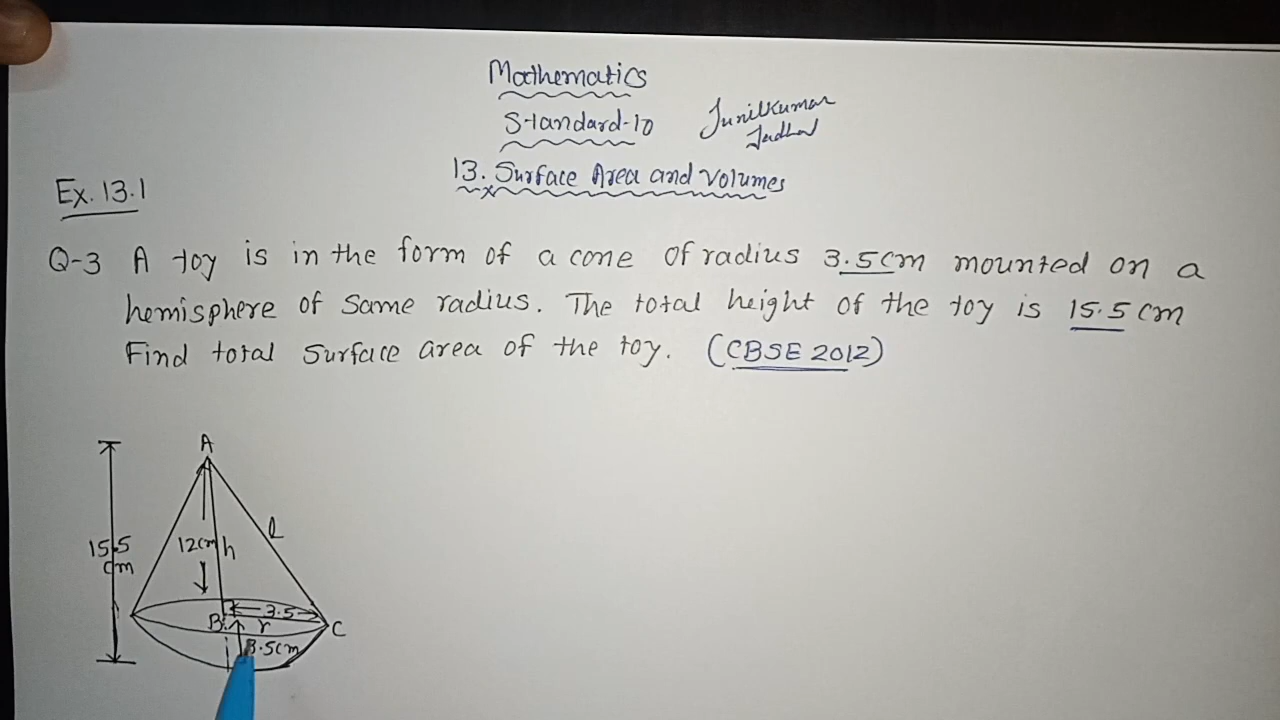 Mathematics
Standard-10
Sunilkumar
Jadhav
13. Surface Area and Volumes
Ex. 13.1
Q-3 A toy is in the form of a cone of radius 3.5cm mounted on a
hemisphere of same radius. The total height of the toy is 15.5 cm
Find total surface area of the toy. (CBSE 2012)
A
15.5
cm
12cm h
l
3.5
B r
C
3.5cm